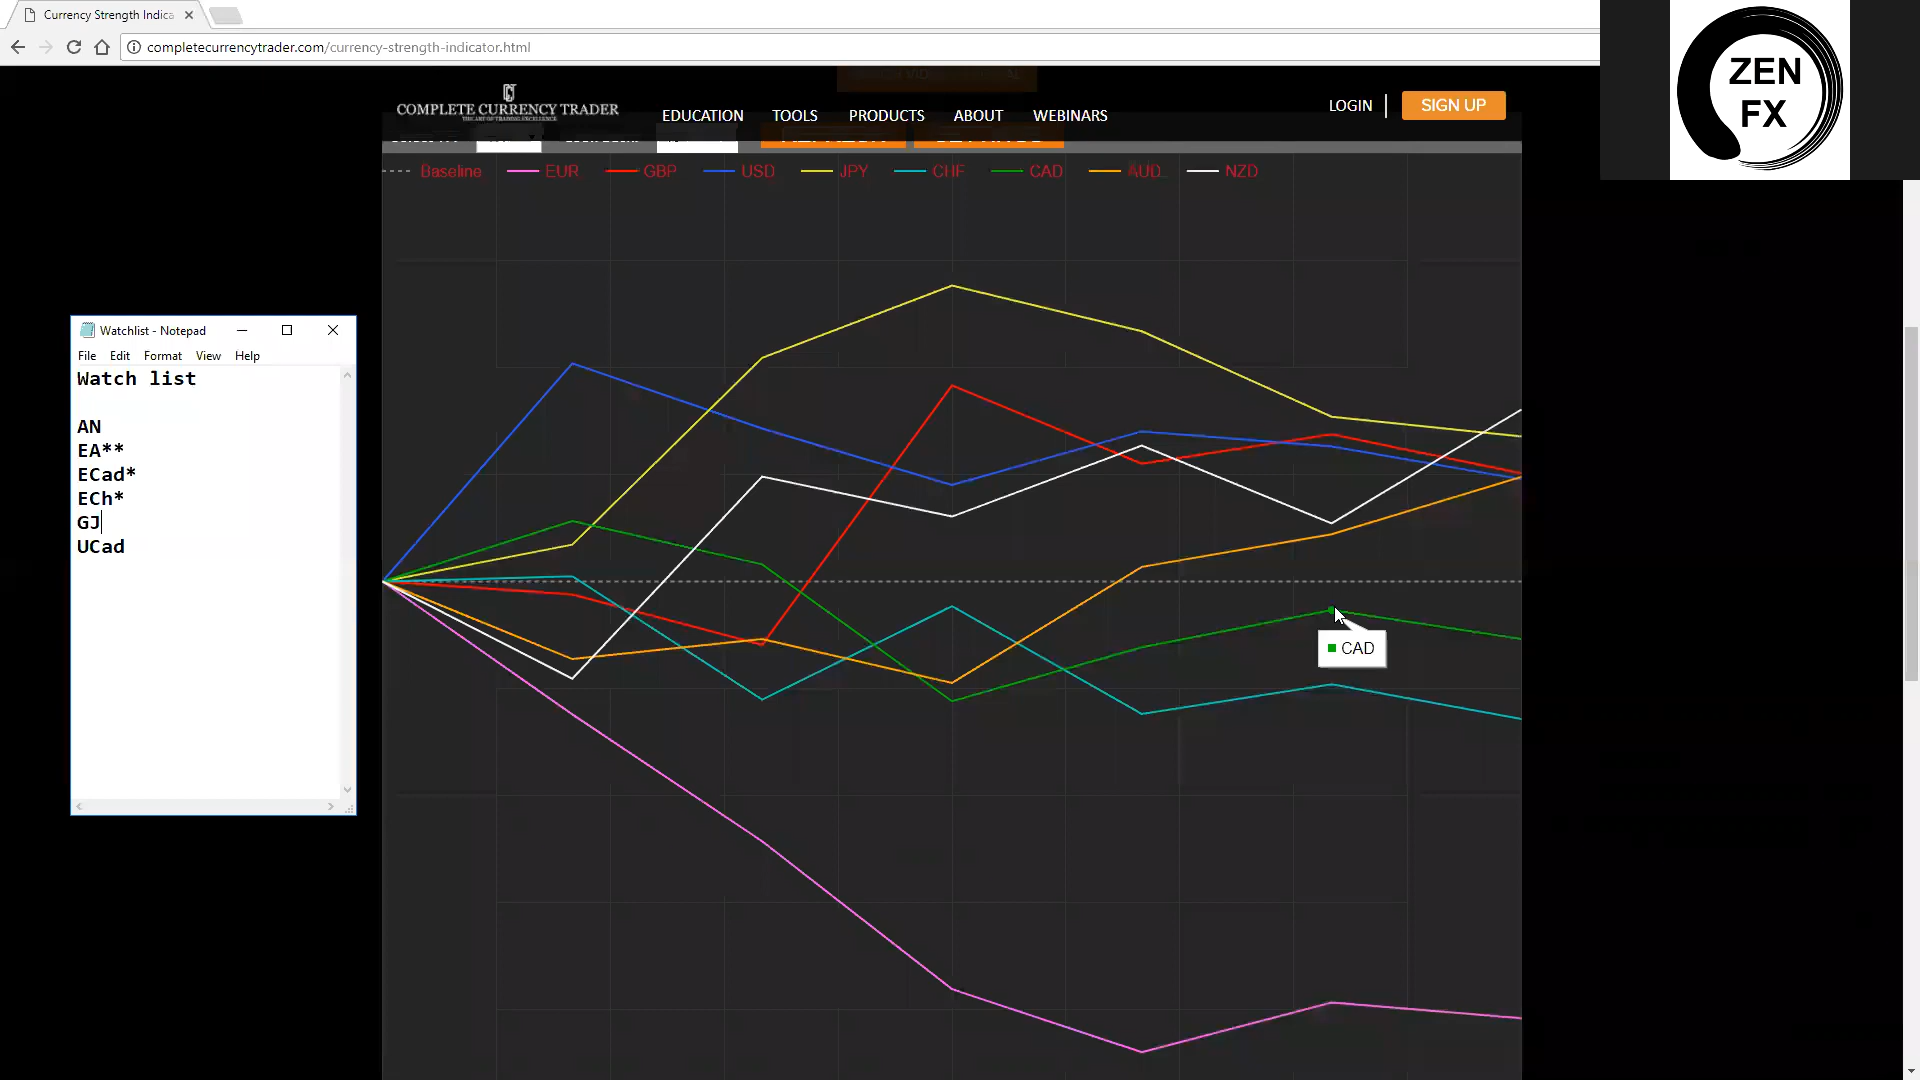 Currency Strength Indica
completecurrencytrader.com/currency-strength-indicator.html
ZEN
FX
COMPLETE CURRENCY TRADER
EDUCATION TOOLS PRODUCTS ABOUT WEBINARS
LOGIN SIGN UP
Baseline EUR GBP USD JPY CHF CAD AUD NZD
Watchlist - Notepad
File Edit Format View Help
Watch list
AN
EA**
ECad*
ECh*
GJ
UCad
CAD